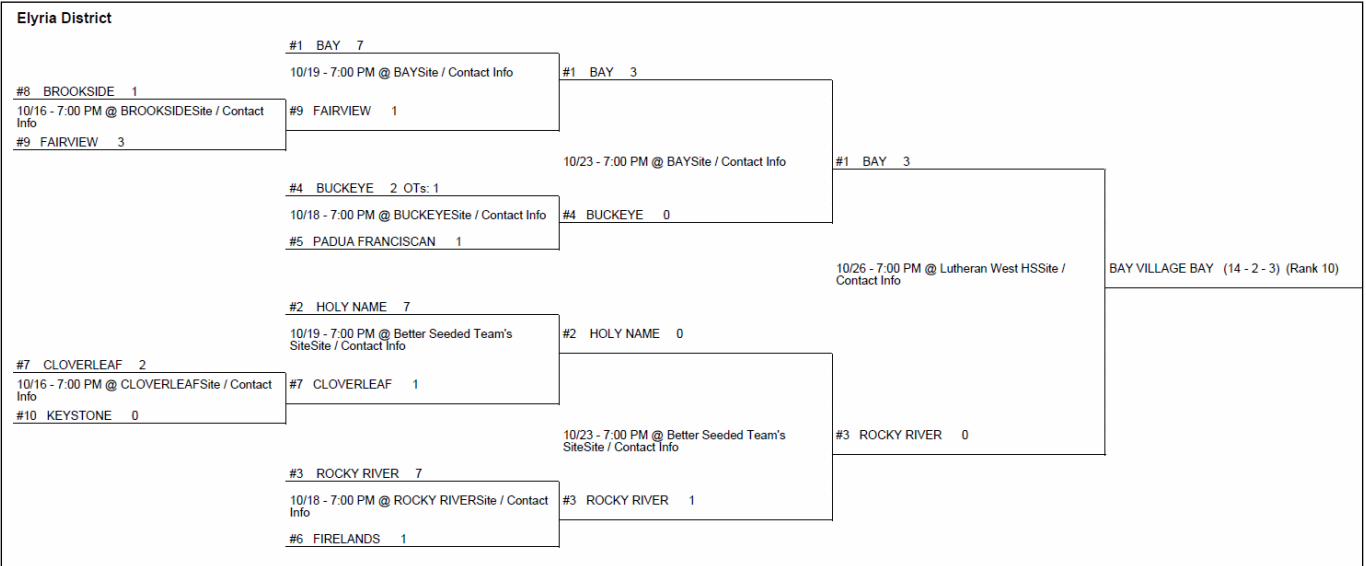 Elyria District
#1 BAY 7
10/19 - 7:00 PM @ BAYSite / Contact Info
#1 BAY 3
#8 BROOKSIDE 1
10/16 - 7:00 PM @ BROOKSIDESite / Contact
Info
#9 FAIRVIEW 1
#9 FAIRVIEW 3
10/23 - 7:00 PM @ BAYSite / Contact Info
#1 BAY 3
#4 BUCKEYE 2 OTs: 1
10/18 - 7:00 PM @ BUCKEYESite / Contact Info
#4 BUCKEYE 0
#5 PADUA FRANCISCAN 1
10/26 - 7:00 PM @ Lutheran West HSSite /
Contact Info
BAY VILLAGE BAY (14 - 2 - 3) (Rank 10)
#2 HOLY NAME 7
10/19 - 7:00 PM @ Better Seeded Team's
SiteSite / Contact Info
#2 HOLY NAME 0
#7 CLOVERLEAF 2
10/16 - 7:00 PM @ CLOVERLEAFSite / Contact
Info
#7 CLOVERLEAF 1
#10 KEYSTONE 0
10/23 - 7:00 PM @ Better Seeded Team's
SiteSite / Contact Info
#3 ROCKY RIVER 0
#3 ROCKY RIVER 7
10/18 - 7:00 PM @ ROCKY RIVERSite / Contact
Info
#3 ROCKY RIVER 1
#6 FIRELANDS 1